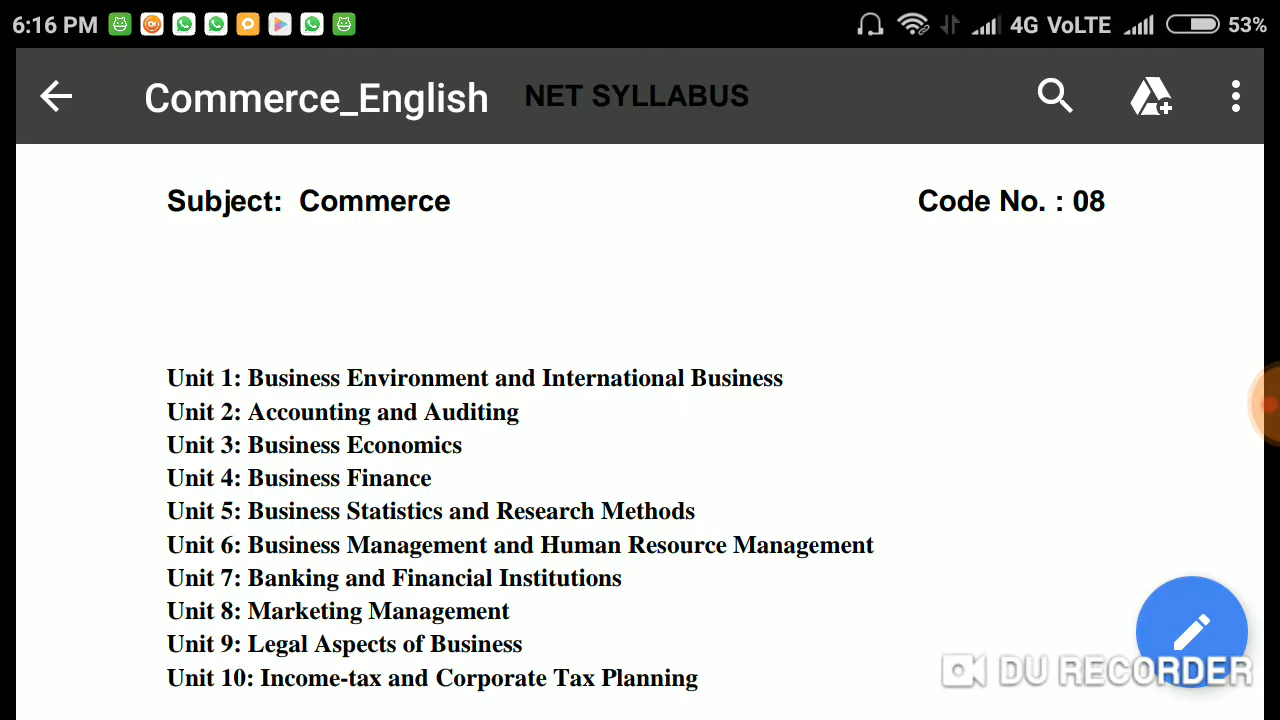 6:16 PM 4G VoLTE 53%
Commerce_English NET SYLLABUS
Subject: Commerce Code No. : 08
Unit 1: Business Environment and International Business
Unit 2: Accounting and Auditing
Unit 3: Business Economics
Unit 4: Business Finance
Unit 5: Business Statistics and Research Methods
Unit 6: Business Management and Human Resource Management
Unit 7: Banking and Financial Institutions
Unit 8: Marketing Management
Unit 9: Legal Aspects of Business
Unit 10: Income-tax and Corporate Tax Planning
DU RECORDER